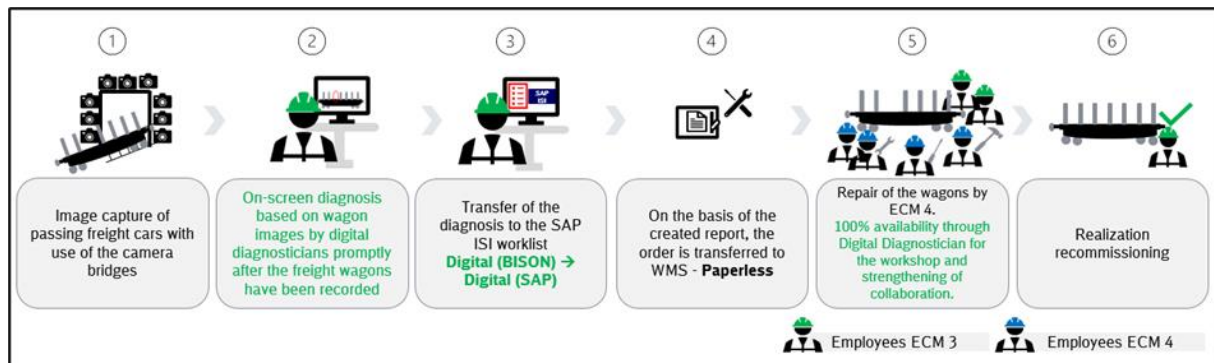 1
2
3
4
5
6
SAP
ISI
Image capture of
passing freight cars with
use of the camera
bridges
On-screen diagnosis
based on wagon
images by digital
diagnosticians promptly
after the freight wagons
have been recorded
Transfer of the
diagnosis to the SAP
ISI worklist
Digital (BISON) →
Digital (SAP)
On the basis of the
created report, the
order is transferred to
WMS - Paperless
Repair of the wagons by
ECM 4.
100% availability through
Digital Diagnostician for
the workshop and
strengthening of
collaboration.
Realization
recommissioning
Employees ECM 3
Employees ECM 4